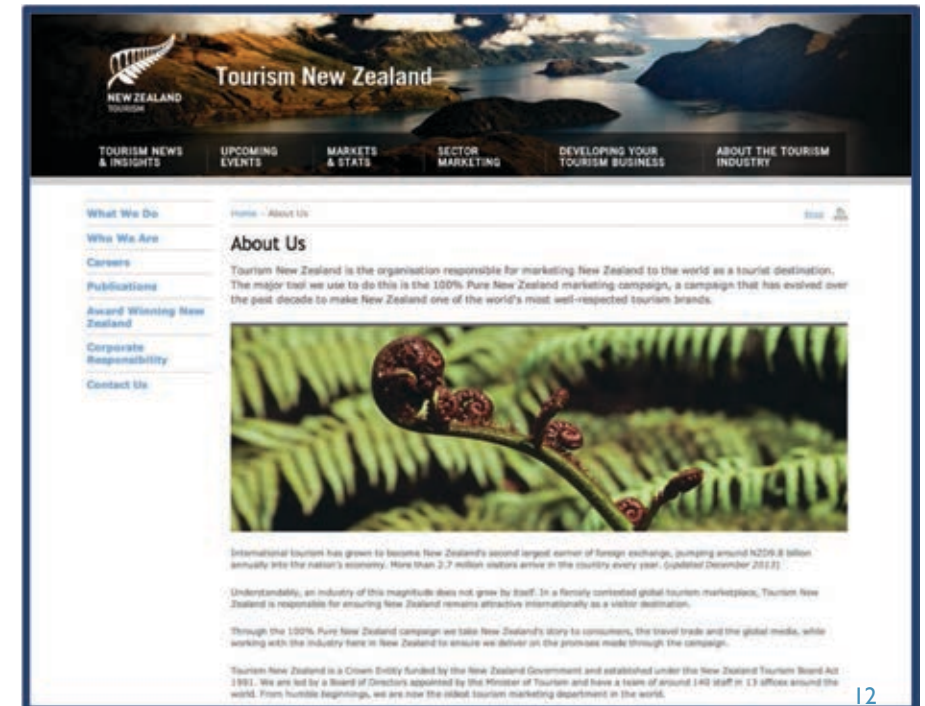 NEW ZEALAND
TOURISM
Tourism New Zealand
TOURISM NEWS
& INSIGHTS
UPCOMING
EVENTS
MARKETS
& STATS
SECTOR
MARKETING
DEVELOPING YOUR
TOURISM BUSINESS
ABOUT THE TOURISM
INDUSTRY
What We Do
Who We Are
Careers
Publications
Award Winning New
Zealand
Corporate
Responsibility
Contact Us
Home - About Us
About Us
Tourism New Zealand is the organisation responsible for marketing New Zealand to the world as a tourist destination.
The major tool we use to do this is the 100% Pure New Zealand marketing campaign, a campaign that has evolved over
the past decade to make New Zealand one of the world's most well-respected tourism brands.
International tourism has grown to become New Zealand's second largest earner of foreign exchange, pumping around NZD9.8 billion
annually into the nation's economy. More than 2.7 million visitors arrive in the country every year. (updated December 2013)
Understandably, an industry of this magnitude does not grow by itself. In a fiercely contested global tourism marketplace, Tourism New
Zealand is responsible for ensuring New Zealand remains attractive internationally as a visitor destination.
Through the 100% Pure New Zealand campaign we take New Zealand's story to consumers, the travel trade and the global media, while
working with the industry here in New Zealand to ensure we deliver on the promises made through the campaign.
Tourism New Zealand is a Crown Entity funded by the New Zealand Government and established under the New Zealand Tourism Board Act
1991. We are led by a Board of Directors appointed by the Minister of Tourism and have a team of around 140 staff in 13 offices around the
world. From humble beginnings, we are now the oldest tourism marketing department in the world.
12